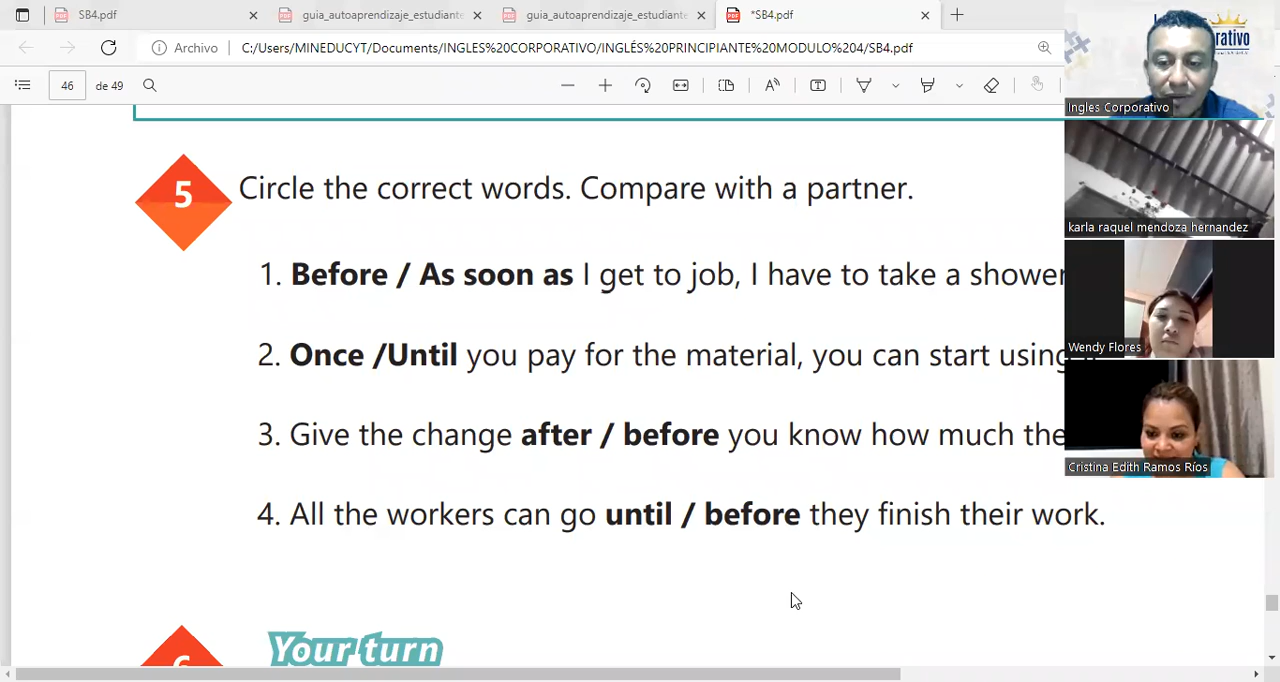 SB4.pdf
guia_autoaprendizaje_estudiante
guia_autoaprendizaje_estudiante
*SB4.pdf
Archivo
C:/Users/MINEDUCYT/Documents/INGLES%20CORPORATIVO/INGLÉS%20PRINCIPIANTE%20MODULO%204/SB4.pdf
46 de 49
Ingles Corporativo
5 Circle the correct words. Compare with a partner.
karla raquel mendoza hernandez
1. Before / As soon as I get to job, I have to take a shower
Wendy Flores
2. Once /Until you pay for the material, you can start using
3. Give the change after / before you know how much the
Cristina Edith Ramos Ríos
4. All the workers can go until / before they finish their work.
6 Your turn